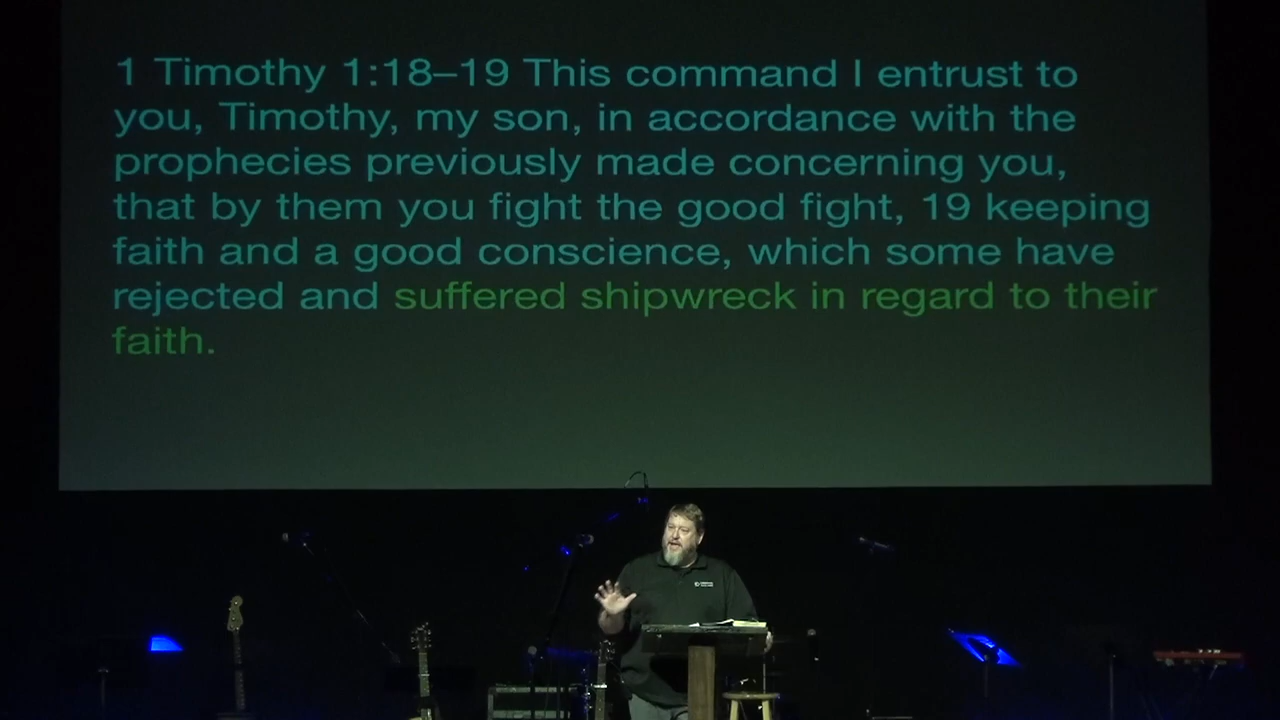 1 Timothy 1:18–19 This command I entrust to
you, Timothy, my son, in accordance with the
prophecies previously made concerning you,
that by them you fight the good fight, 19 keeping
faith and a good conscience, which some have
rejected and suffered shipwreck in regard to their
faith.